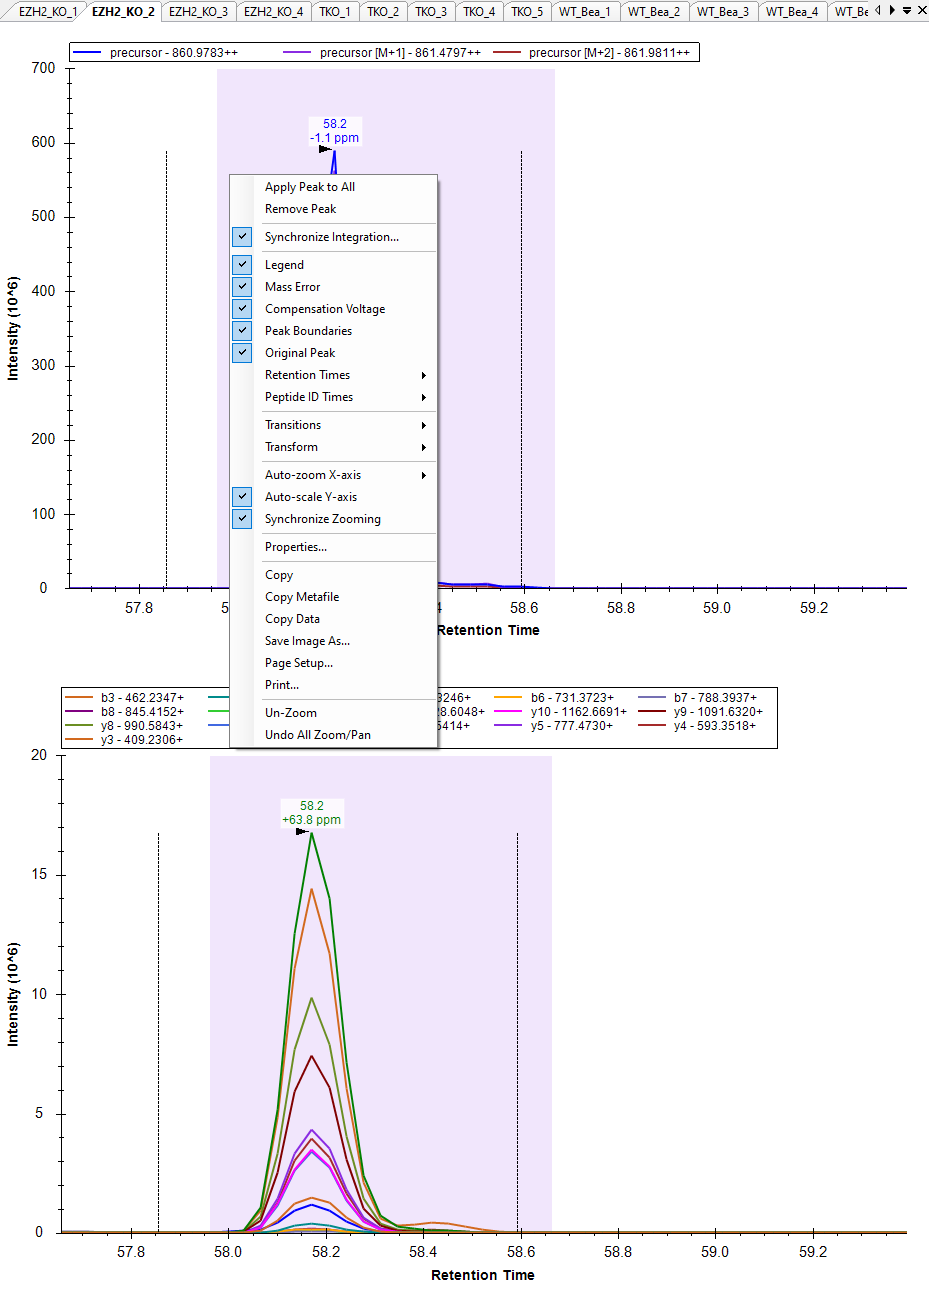 EZH2_KO_1 EZH2_KO_2 EZH2_KO_3 EZH2_KO_4 TKO_1 TKO_2 TKO_3 TKO_4 TKO_5 WT_Bea_1 WT_Bea_2 WT_Bea_3 WT_Bea_4 WT_Be
precursor - 860.9783++ precursor [M+1] - 861.4797++ precursor [M+2] - 861.9811++
700
600
500
400
300
200
100
0
Intensity (10^6)
58.2
-1.1 ppm
57.8 58.6 58.8 59.0 59.2
Retention Time
Apply Peak to All
Remove Peak
Synchronize Integration...
Legend
Mass Error
Compensation Voltage
Peak Boundaries
Original Peak
Retention Times
Peptide ID Times
Transitions
Transform
Auto-zoom X-axis
Auto-scale Y-axis
Synchronize Zooming
Properties...
Copy
Copy Metafile
Copy Data
Save Image As...
Page Setup...
Print...
Un-Zoom
Undo All Zoom/Pan
b3 - 462.2347+ 3246+ b6 - 731.3723+ b7 - 788.3937+
b8 - 845.4152+ 8.6048+ y10 - 1162.6691+ y9 - 1091.6320+
y8 - 990.5843+ 5414+ y5 - 777.4730+ y4 - 593.3518+
y3 - 409.2306+
20
15
10
5
0
Intensity (10^6)
58.2
+63.8 ppm
57.8 58.0 58.2 58.4 58.6 58.8 59.0 59.2
Retention Time